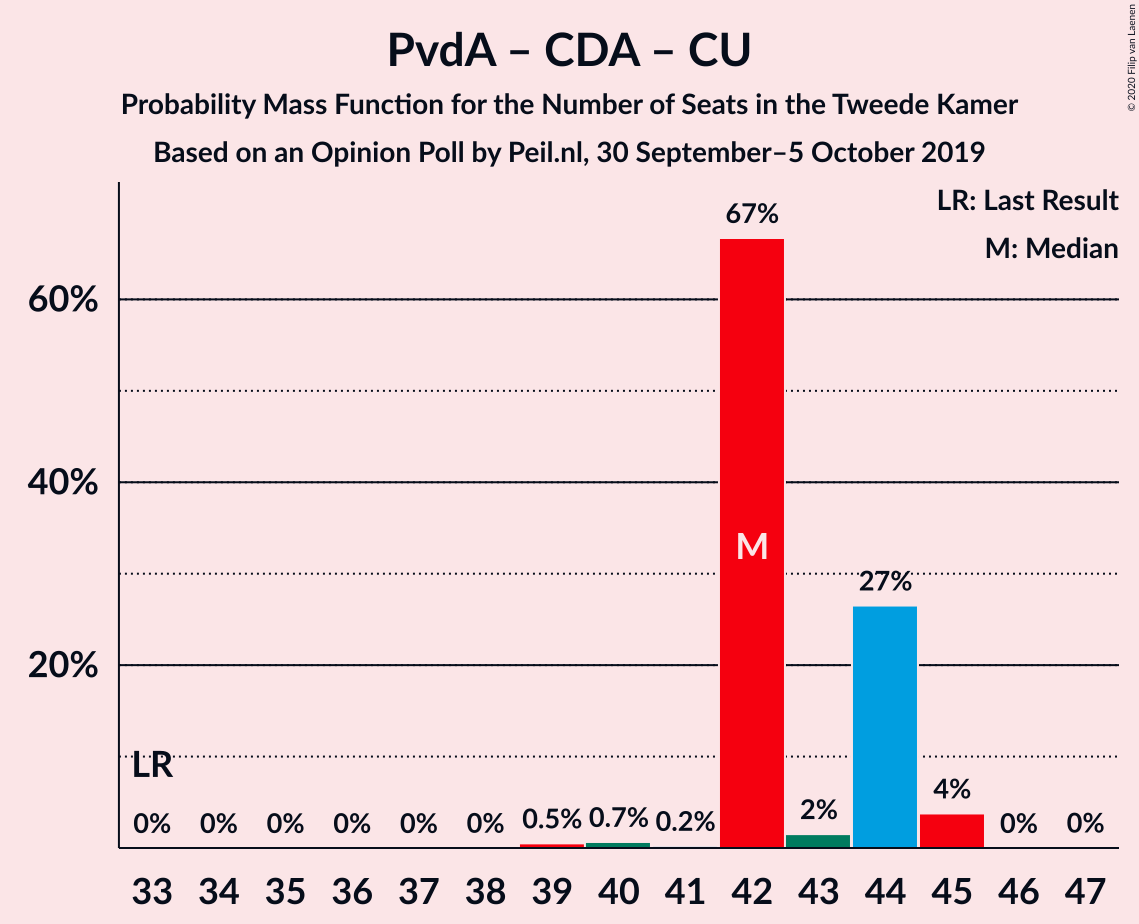 PvdA – CDA – CU
Probability Mass Function for the Number of Seats in the Tweede Kamer
Based on an Opinion Poll by Peil.nl, 30 September–5 October 2019
© 2020 Filip van Laenen
LR: Last Result
M: Median
67%
60%
40%
M
27%
20%
LR
4%
0% 0% 0% 0% 0% 0% 0.5% 0.7% 0.2% 2% 0% 0%
33 34 35 36 37 38 39 40 41 42 43 44 45 46 47